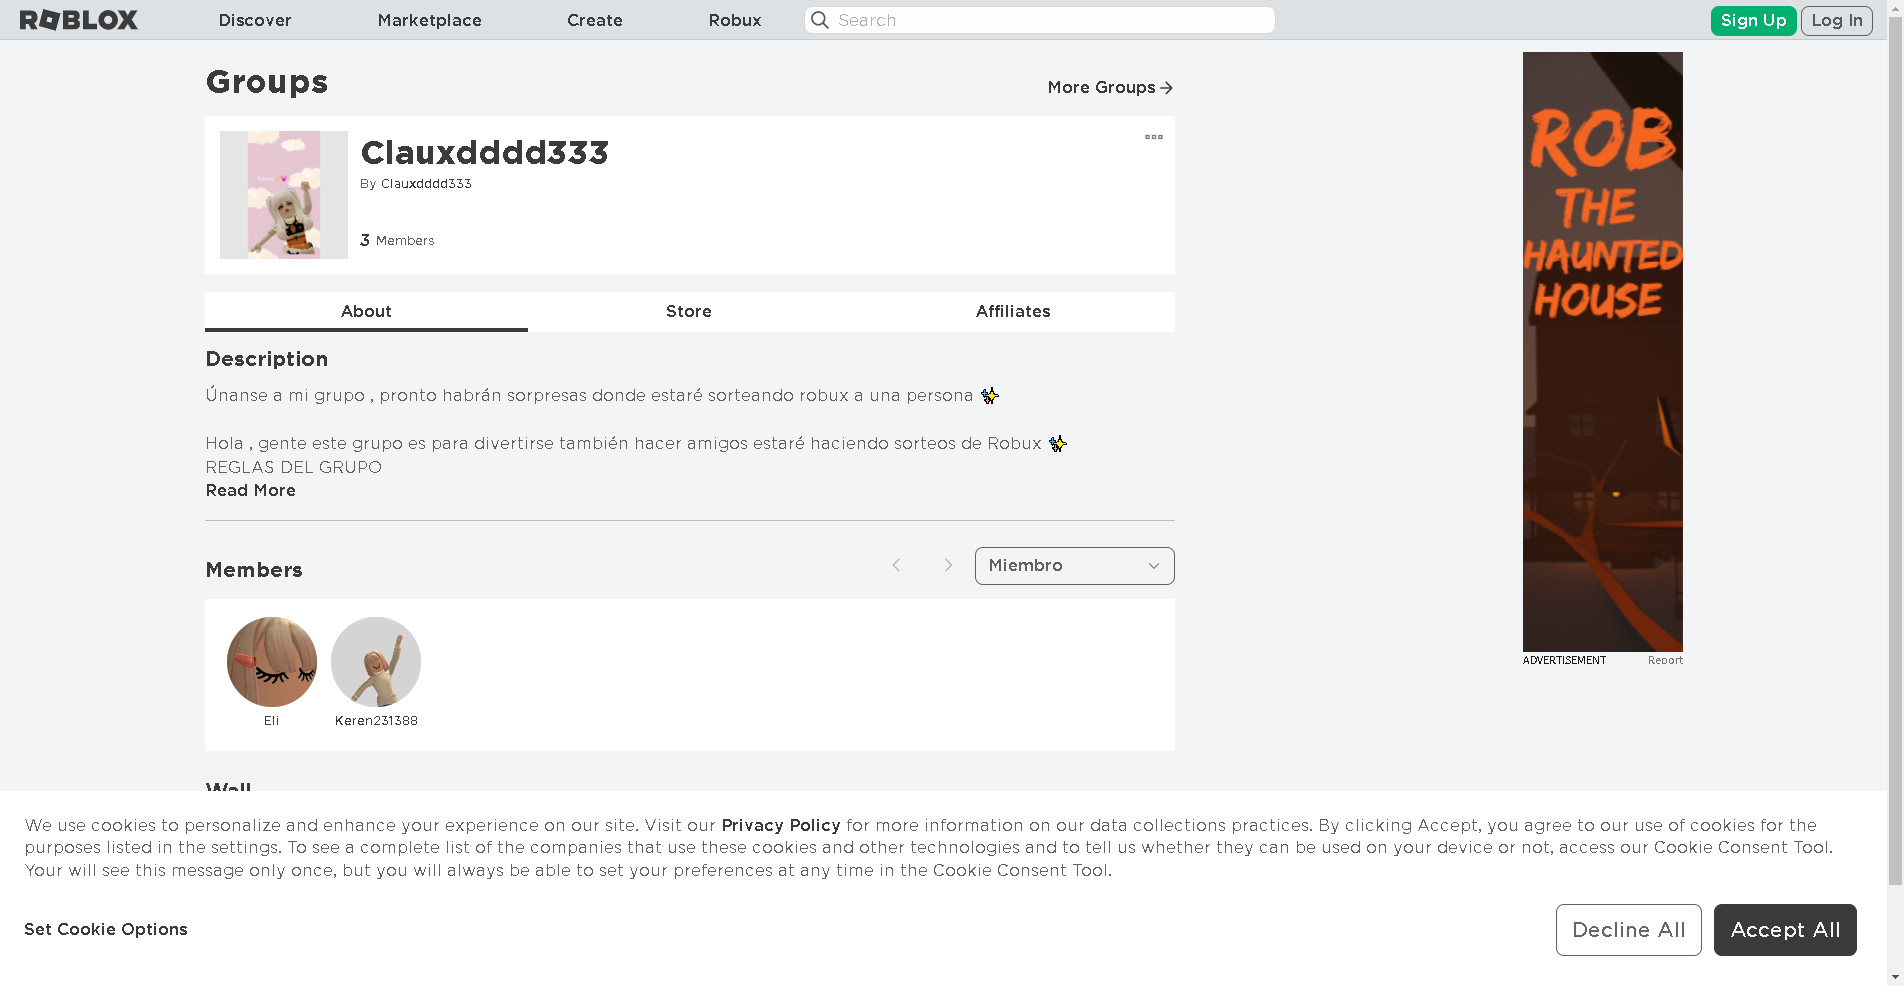 ROBLOX
Discover
Marketplace
Create
Robux
Search
Sign Up
Log In
Groups
More Groups
Clauxdddd333
By Clauxdddd333
3 Members
About
Store
Affiliates
Description
Únanse a mi grupo , pronto habrán sorpresas donde estaré sorteando robux a una persona ✨
Hola , gente este grupo es para divertirse también hacer amigos estaré haciendo sorteos de Robux ✨
REGLAS DEL GRUPO
Read More
Members
Miembro
Eli
Keren231388
Wall
ROB
THE
HAUNTED
HOUSE
ADVERTISEMENT
Report
We use cookies to personalize and enhance your experience on our site. Visit our Privacy Policy for more information on our data collections practices. By clicking Accept, you agree to our use of cookies for the
purposes listed in the settings. To see a complete list of the companies that use these cookies and other technologies and to tell us whether they can be used on your device or not, access our Cookie Consent Tool.
Your will see this message only once, but you will always be able to set your preferences at any time in the Cookie Consent Tool.
Set Cookie Options
Decline All
Accept All